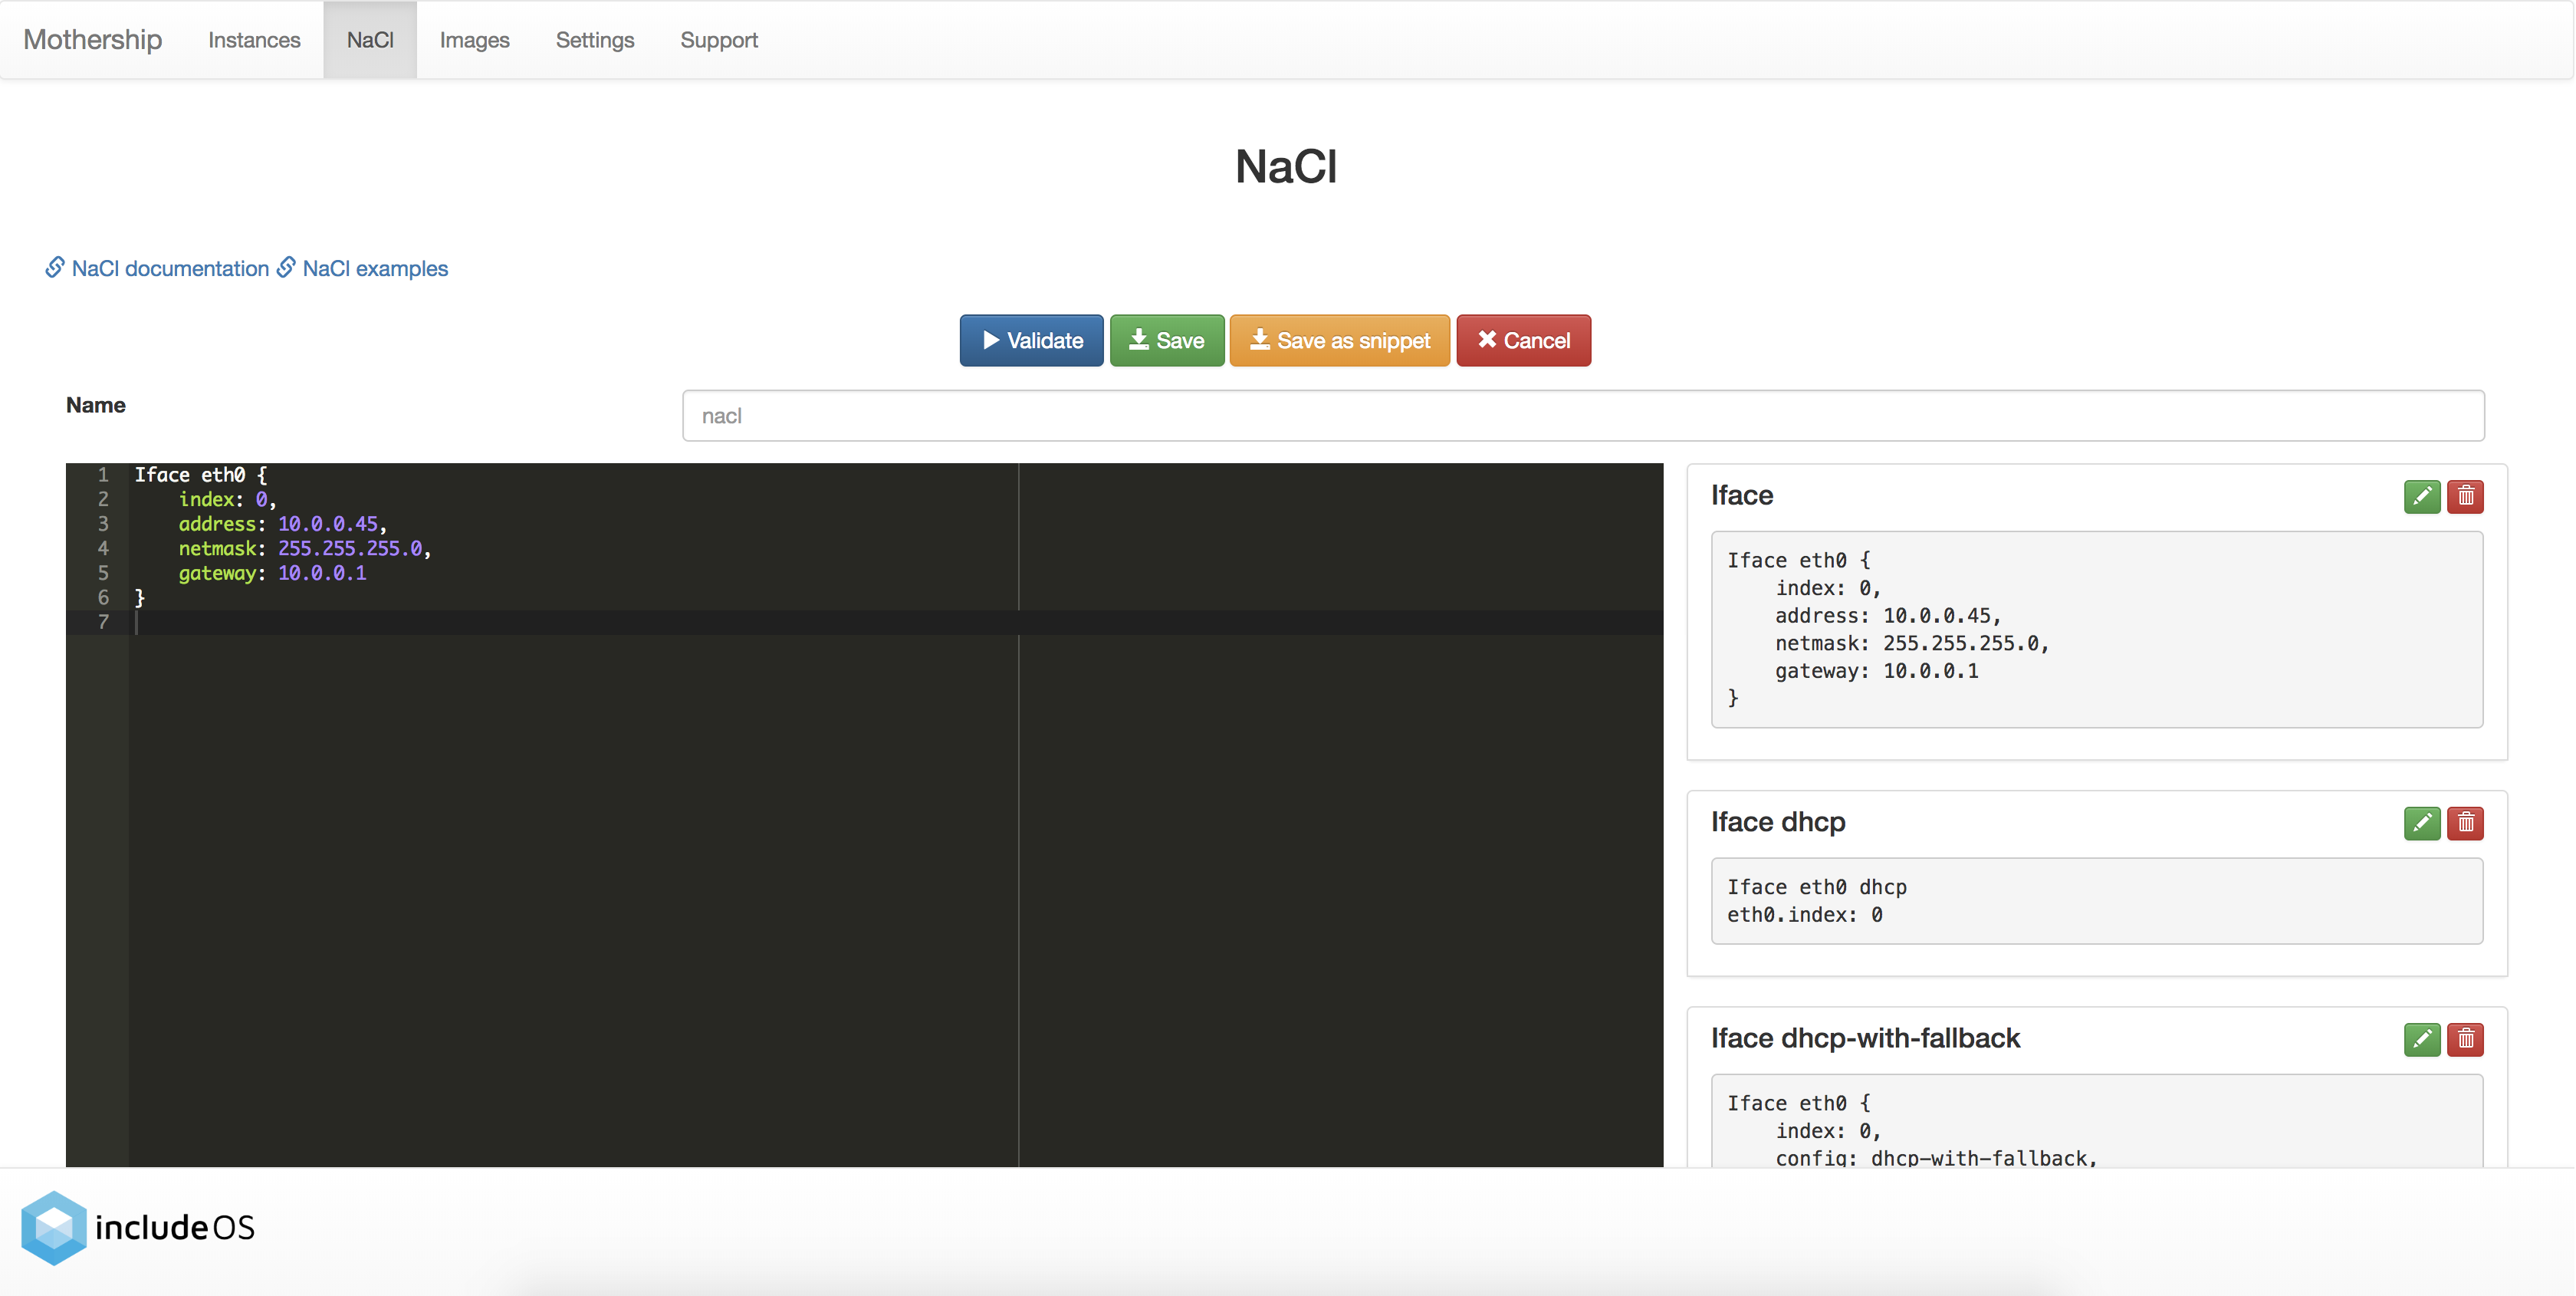 Mothership Instances NaCl Images Settings Support
NaCl
NaCl documentation NaCl examples
Validate Save Save as snippet Cancel
Name
nacl
1 Iface eth0 {
2     index: 0,
3     address: 10.0.0.45,
4     netmask: 255.255.255.0,
5     gateway: 10.0.0.1
6 }
7
Iface
Iface eth0 {
    index: 0,
    address: 10.0.0.45,
    netmask: 255.255.255.0,
    gateway: 10.0.0.1
}
Iface dhcp
Iface eth0 dhcp
eth0.index: 0
Iface dhcp-with-fallback
Iface eth0 {
    index: 0,
    config: dhcp-with-fallback,
includeOS